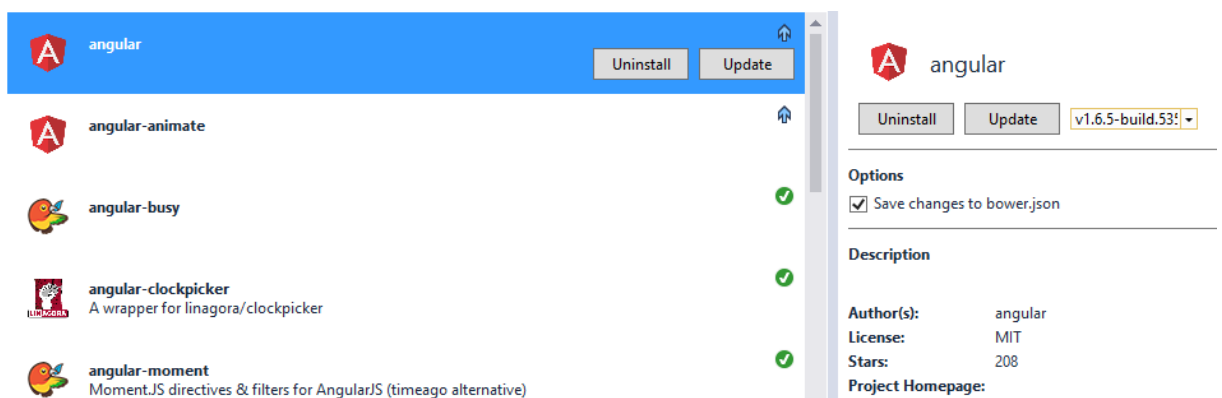 angular
Uninstall
Update
angular-animate
angular-busy
LINAGORA
angular-clockpicker
A wrapper for linagora/clockpicker
angular-moment
Moment.JS directives & filters for AngularJS (timeago alternative)
angular
Uninstall
Update
v1.6.5-build.535
Options
Save changes to bower.json
Description
Author(s): angular
License: MIT
Stars: 208
Project Homepage: